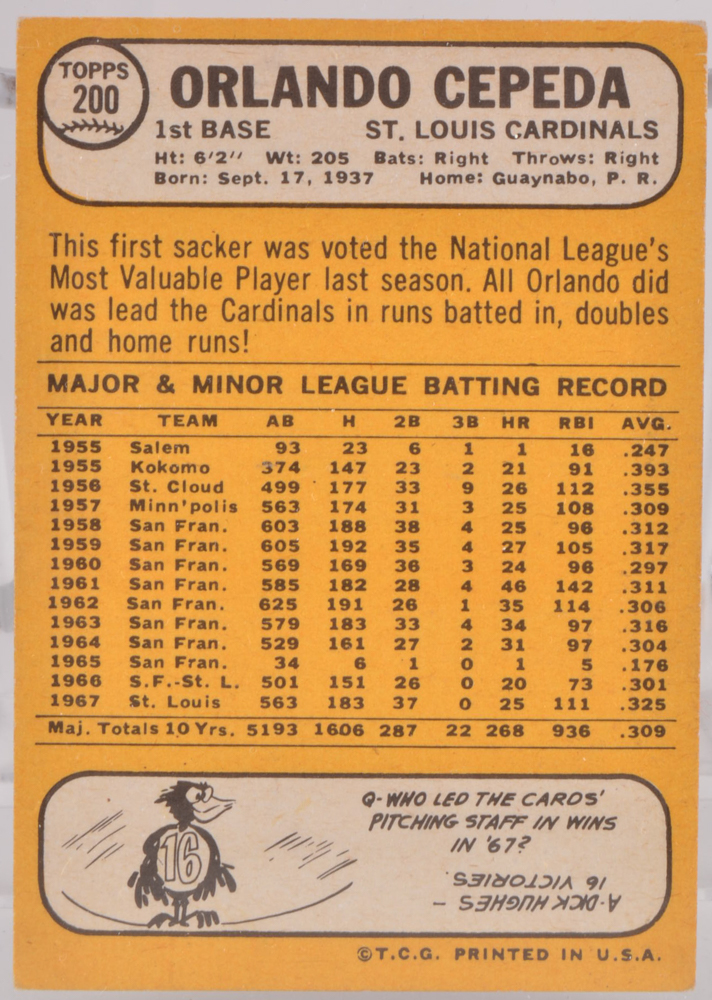 TOPPS
200
ORLANDO CEPEDA
1st BASE ST. LOUIS CARDINALS
Ht: 6'2" Wt: 205 Bats: Right Throws: Right
Born: Sept. 17, 1937 Home: Guaynabo, P. R.
This first sacker was voted the National League's
Most Valuable Player last season. All Orlando did
was lead the Cardinals in runs batted in, doubles
and home runs!
MAJOR & MINOR LEAGUE BATTING RECORD
YEAR TEAM AB H 2B 3B HR RBI AVG.
1955 Salem 93 23 6 1 1 16 .247
1955 Kokomo 374 147 23 2 21 91 .393
1956 St. Cloud 499 177 33 9 26 112 .355
1957 Minn'polis 563 174 31 3 25 108 .309
1958 San Fran. 603 188 38 4 25 96 .312
1959 San Fran. 605 192 35 4 27 105 .317
1960 San Fran. 569 169 36 3 24 96 .297
1961 San Fran. 585 182 28 4 46 142 .311
1962 San Fran. 625 191 26 1 35 114 .306
1963 San Fran. 579 183 33 4 34 97 .316
1964 San Fran. 529 161 27 2 31 97 .304
1965 San Fran. 34 6 1 0 1 5 .176
1966 S.F.-St. L. 501 151 26 0 20 73 .301
1967 St. Louis 563 183 37 0 25 111 .325
Maj. Totals 10 Yrs. 5193 1606 287 22 268 936 .309
16
Q-WHO LED THE CARDS'
PITCHING STAFF IN WINS
IN '67?
A-DICK HUGHES -
16 VICTORIES.
©T.C.G. PRINTED IN U.S.A.